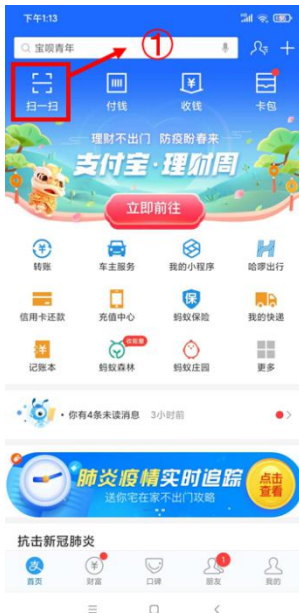 下午1:13
宝呗青年
①
扫一扫 付钱 收钱 卡包
理财不出门 防疫盼春来
支付宝·理财周
立即前往
转账 车主服务 我的小程序 哈啰出行
信用卡还款 充值中心 蚂蚁保险 我的快递
记账本 蚂蚁森林 蚂蚁庄园 更多
· 你有4条未读消息 3小时前
肺炎疫情实时追踪
送你宅在家不出门攻略
点击
查看
抗击新冠肺炎
首页 财富 口碑 朋友 我的